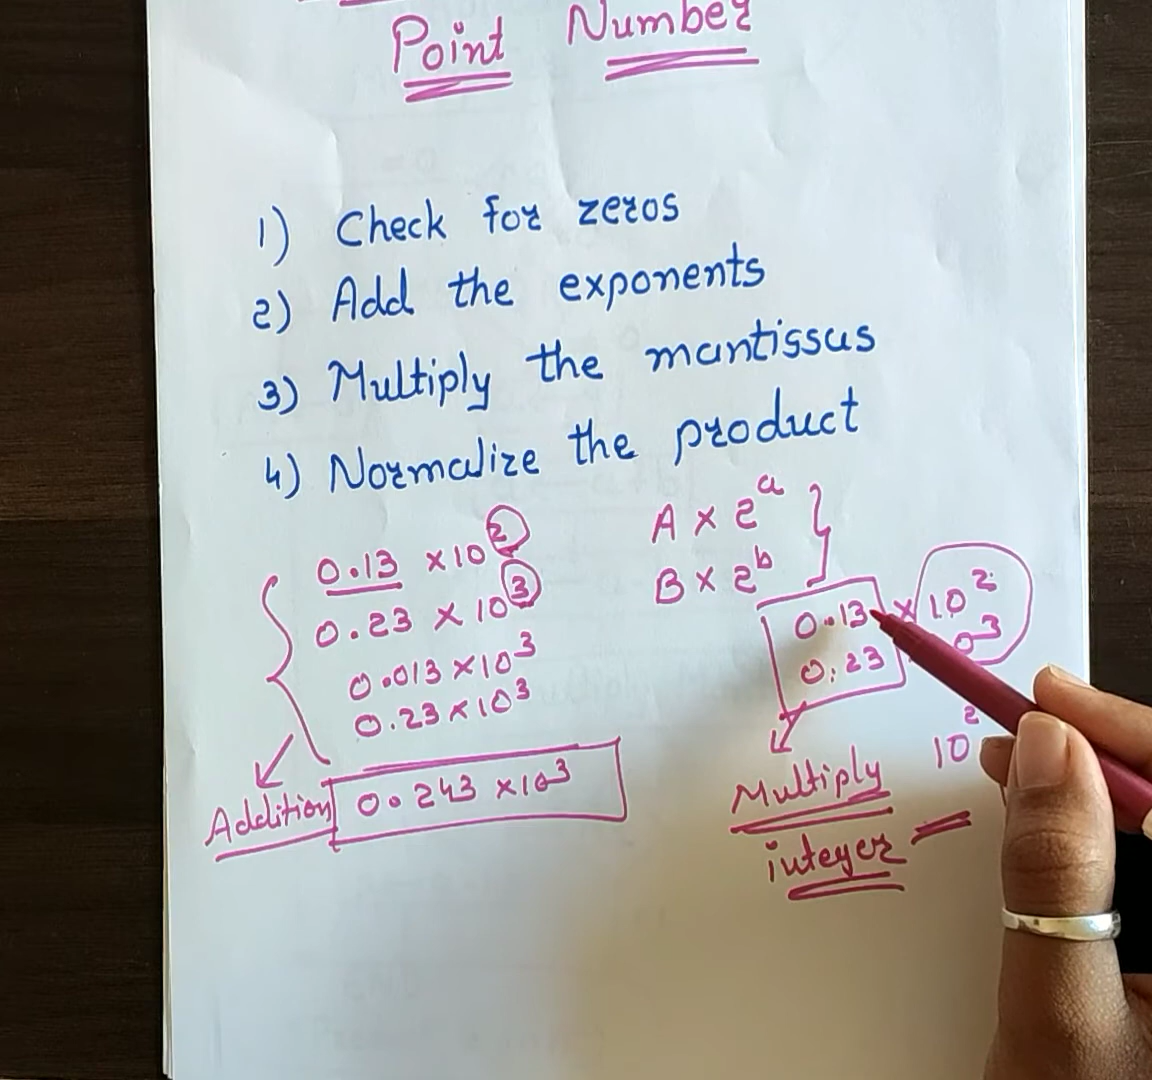 Point Number
1) Check for zeros
2) Add the exponents
3) Multiply the mantissas
4) Normalize the product
0.13 ×10²
0.23 × 10³
0.013×10³
0.23×10³
Addition 0.243 ×10³
A × 2ᵃ
B × 2ᵇ
0.13 × 10²
0.23 0³
10²
Multiply
integer